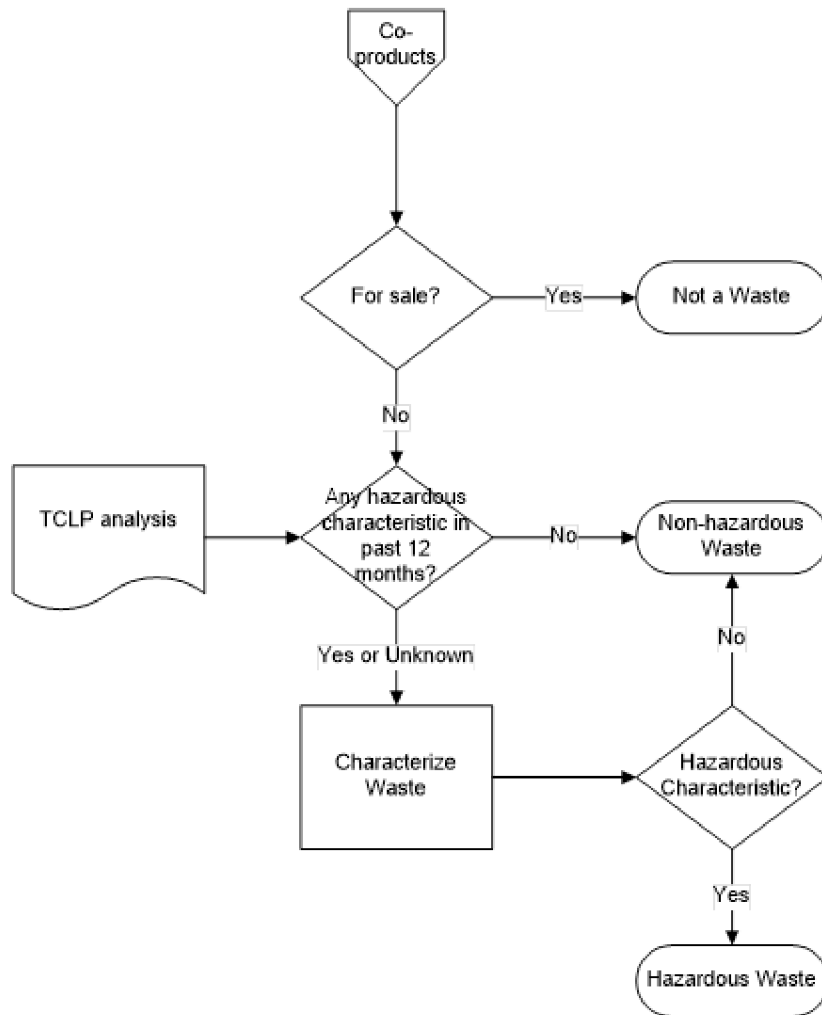 Co-
products
For sale?
Yes
Not a Waste
No
TCLP analysis
Any hazardous
characteristic in
past 12
months?
No
Non-hazardous
Waste
Yes or Unknown
No
Characterize
Waste
Hazardous
Characteristic?
Yes
Hazardous Waste